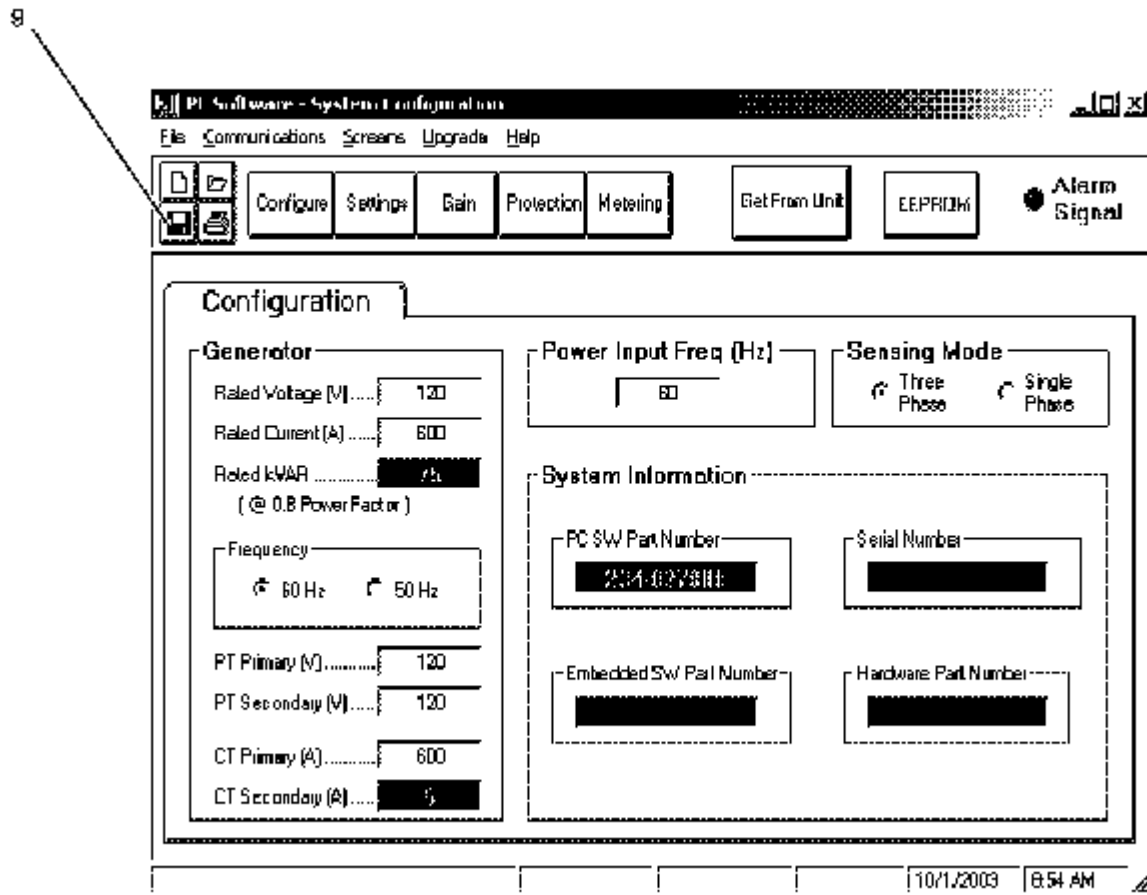 9
PC Software - System Configuration
File Communications Screens Upgrade Help
Configure Settings Gain Protection Metering Get From Unit EEPROM Alarm Signal
Configuration
Generator
Rated Voltage (V)..... 120
Rated Current (A)...... 600
Rated kVAR ............. 75
( @ 0.8 Power Factor )
Frequency
60 Hz 50 Hz
PT Primary (V)........... 120
PT Secondary (V)..... 120
CT Primary (A)........... 600
CT Secondary (A)..... 5
Power Input Freq (Hz)
60
Sensing Mode
Three Phase
Single Phase
System Information
PC SW Part Number
Serial Number
Embedded SW Part Number
Hardware Part Number
10/1/2003 8:54 AM